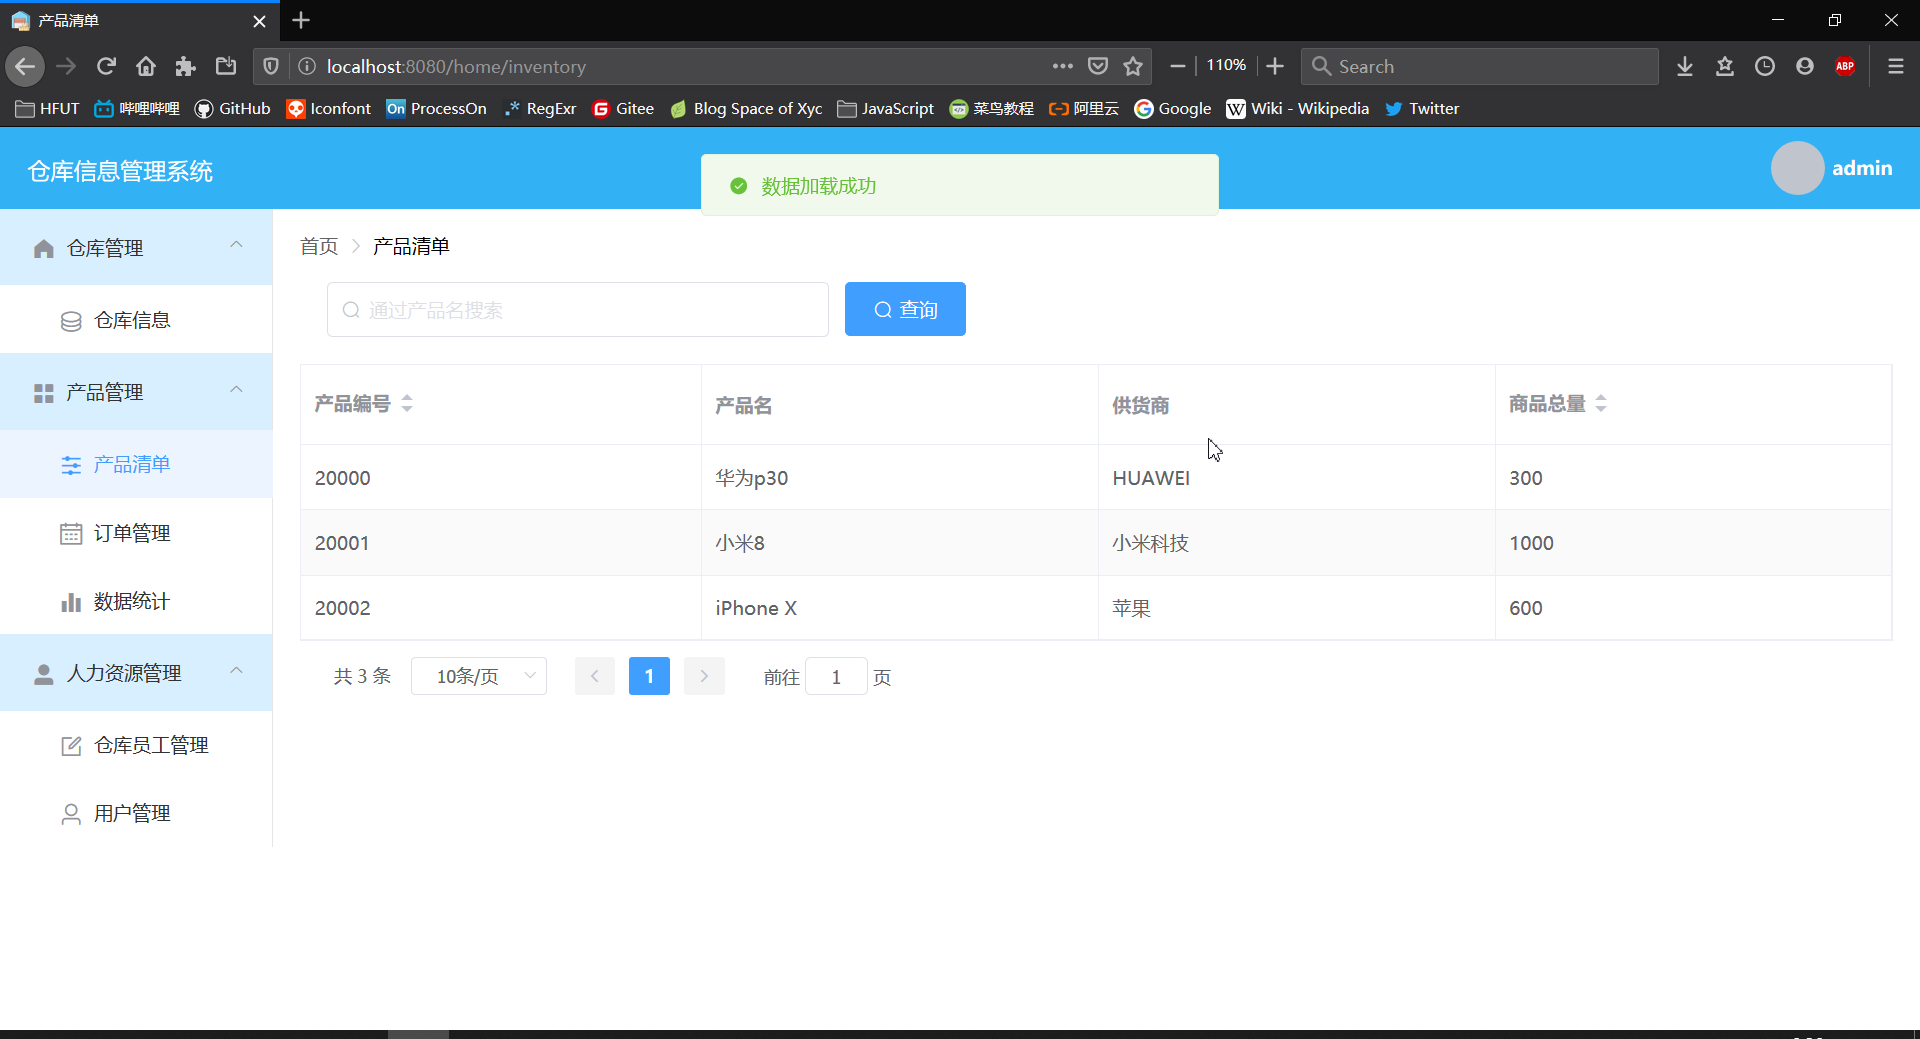 产品清单
localhost:8080/home/inventory
110%
Search
ABP
HFUT 哔哩哔哩 GitHub Iconfont On ProcessOn RegExr Gitee Blog Space of Xyc JavaScript 菜鸟教程 阿里云 Google Wiki - Wikipedia Twitter
仓库信息管理系统
数据加载成功
admin
仓库管理
仓库信息
产品管理
产品清单
订单管理
数据统计
人力资源管理
仓库员工管理
用户管理
首页 产品清单
通过产品名搜索 查询
产品编号 产品名 供货商 商品总量
20000 华为p30 HUAWEI 300
20001 小米8 小米科技 1000
20002 iPhone X 苹果 600
共 3 条 10条/页 1 前往 1 页